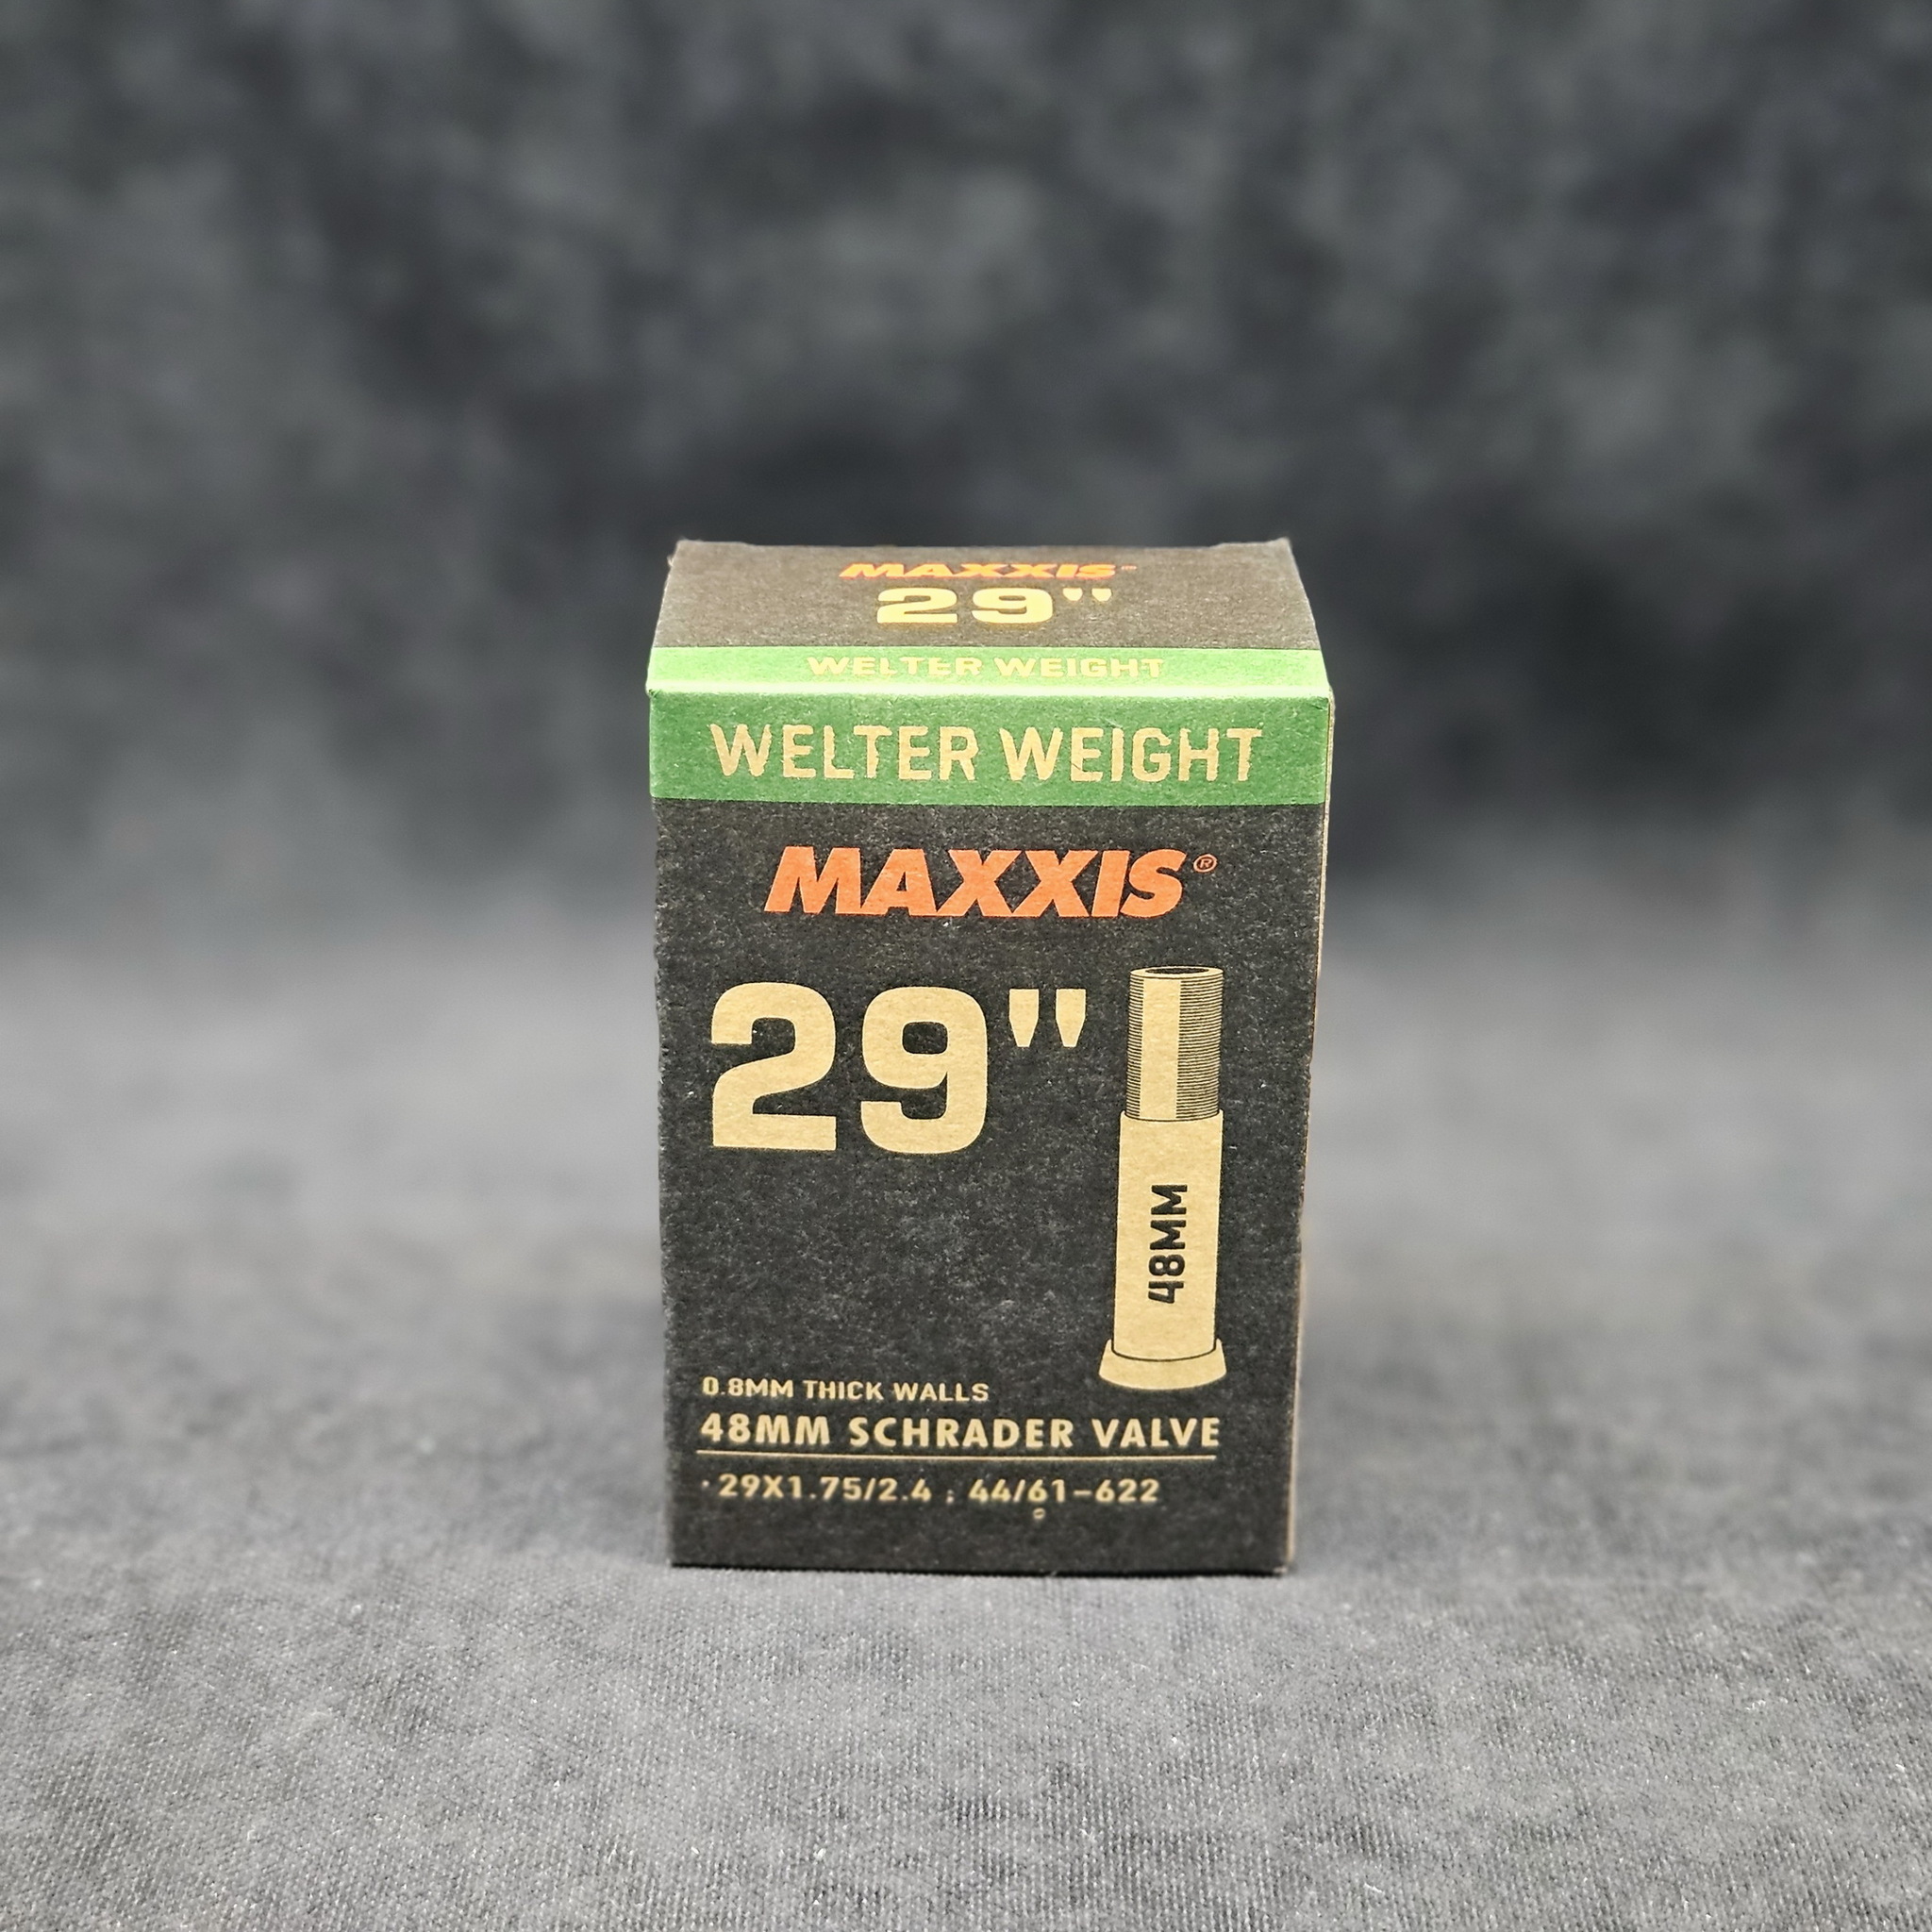 MAXXIS
29"
WELTER WEIGHT
WELTER WEIGHT
MAXXIS®
29"
48MM
0.8MM THICK WALLS
48MM SCHRADER VALVE
·29X1.75/2.4 ; 44/61-622